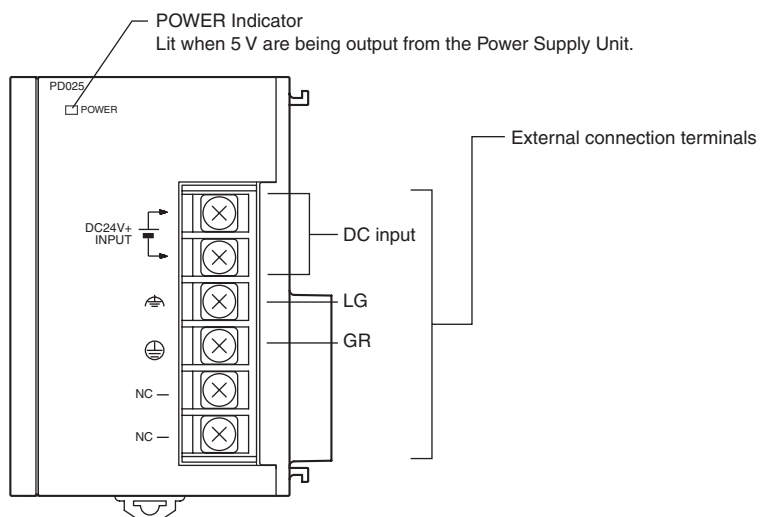 POWER Indicator
Lit when 5 V are being output from the Power Supply Unit.
PD025
POWER
External connection terminals
DC24V+
INPUT
DC input
LG
GR
NC
NC